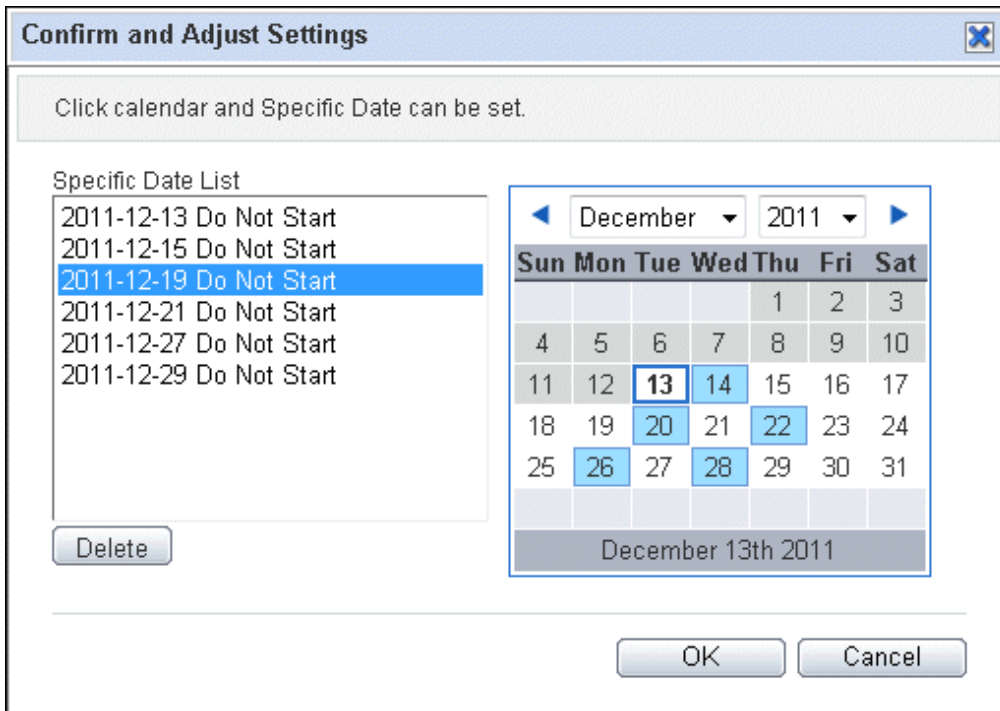 Confirm and Adjust Settings
Click calendar and Specific Date can be set.
Specific Date List
2011-12-13 Do Not Start
2011-12-15 Do Not Start
2011-12-19 Do Not Start
2011-12-21 Do Not Start
2011-12-27 Do Not Start
2011-12-29 Do Not Start
Delete
December 2011
Sun Mon Tue Wed Thu Fri Sat
1 2 3
4 5 6 7 8 9 10
11 12 13 14 15 16 17
18 19 20 21 22 23 24
25 26 27 28 29 30 31
December 13th 2011
OK Cancel